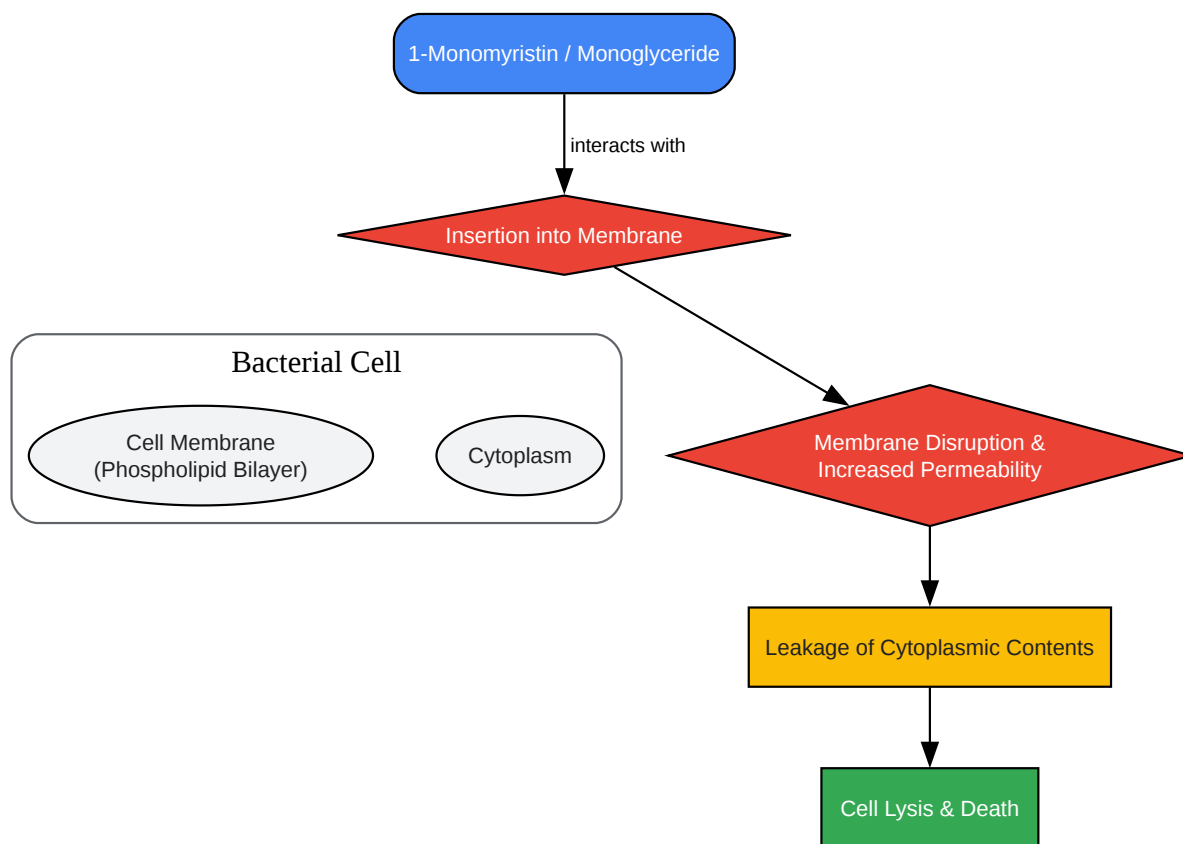 1-Monomyristin / Monoglyceride
interacts with
Insertion into Membrane
Bacterial Cell
Cell Membrane
(Phospholipid Bilayer)
Cytoplasm
Membrane Disruption &
Increased Permeability
Leakage of Cytoplasmic Contents
Cell Lysis & Death